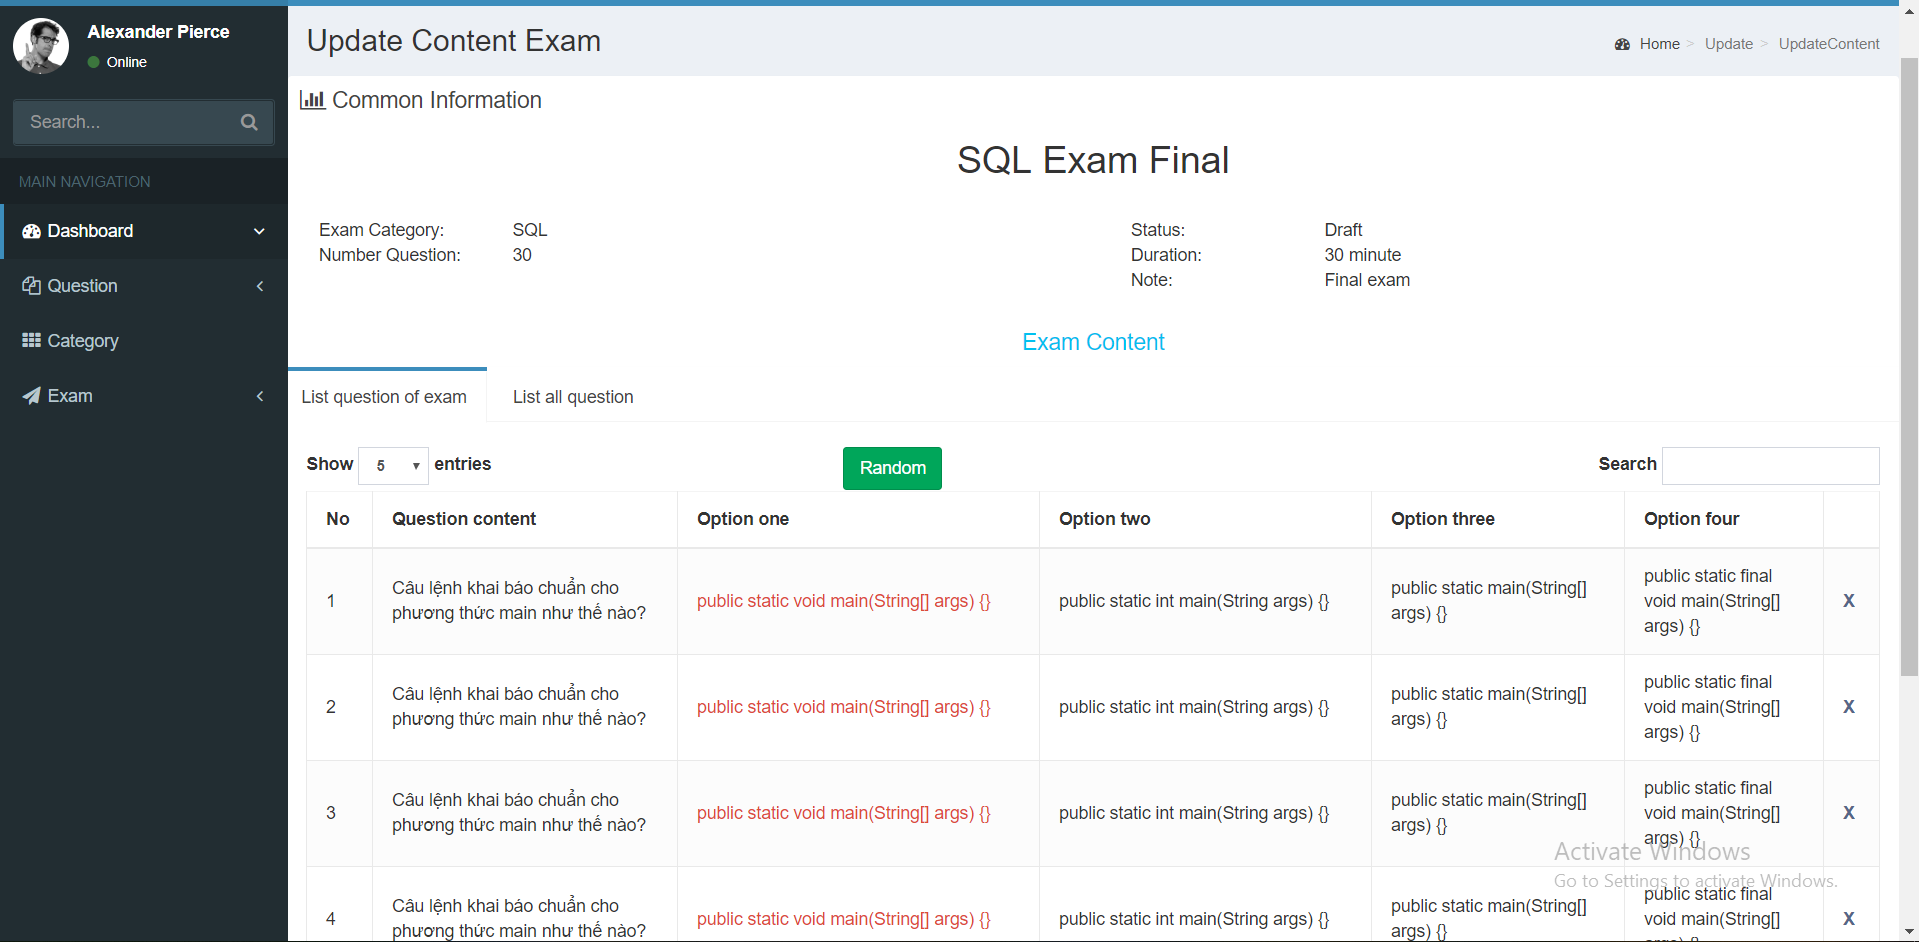 Alexander Pierce
Online
Search...
MAIN NAVIGATION
Dashboard
Question
Category
Exam
Update Content Exam
Home > Update > UpdateContent
Common Information
SQL Exam Final
Exam Category: SQL
Number Question: 30
Status: Draft
Duration: 30 minute
Note: Final exam
Exam Content
List question of exam
List all question
Show 5 entries
Random
Search
No Question content Option one Option two Option three Option four
1
Câu lệnh khai báo chuẩn cho
phương thức main như thế nào?
public static void main(String[] args) {}
public static int main(String args) {}
public static main(String[]
args) {}
public static final
void main(String[]
args) {}
X
2
Câu lệnh khai báo chuẩn cho
phương thức main như thế nào?
public static void main(String[] args) {}
public static int main(String args) {}
public static main(String[]
args) {}
public static final
void main(String[]
args) {}
X
3
Câu lệnh khai báo chuẩn cho
phương thức main như thế nào?
public static void main(String[] args) {}
public static int main(String args) {}
public static main(String[]
args) {}
public static final
void main(String[]
args) {}
X
4
Câu lệnh khai báo chuẩn cho
phương thức main như thế nào?
public static void main(String[] args) {}
public static int main(String args) {}
public static main(String[]
args) {}
public static final
void main(String[]
X
Activate Windows
Go to Settings to activate Windows.